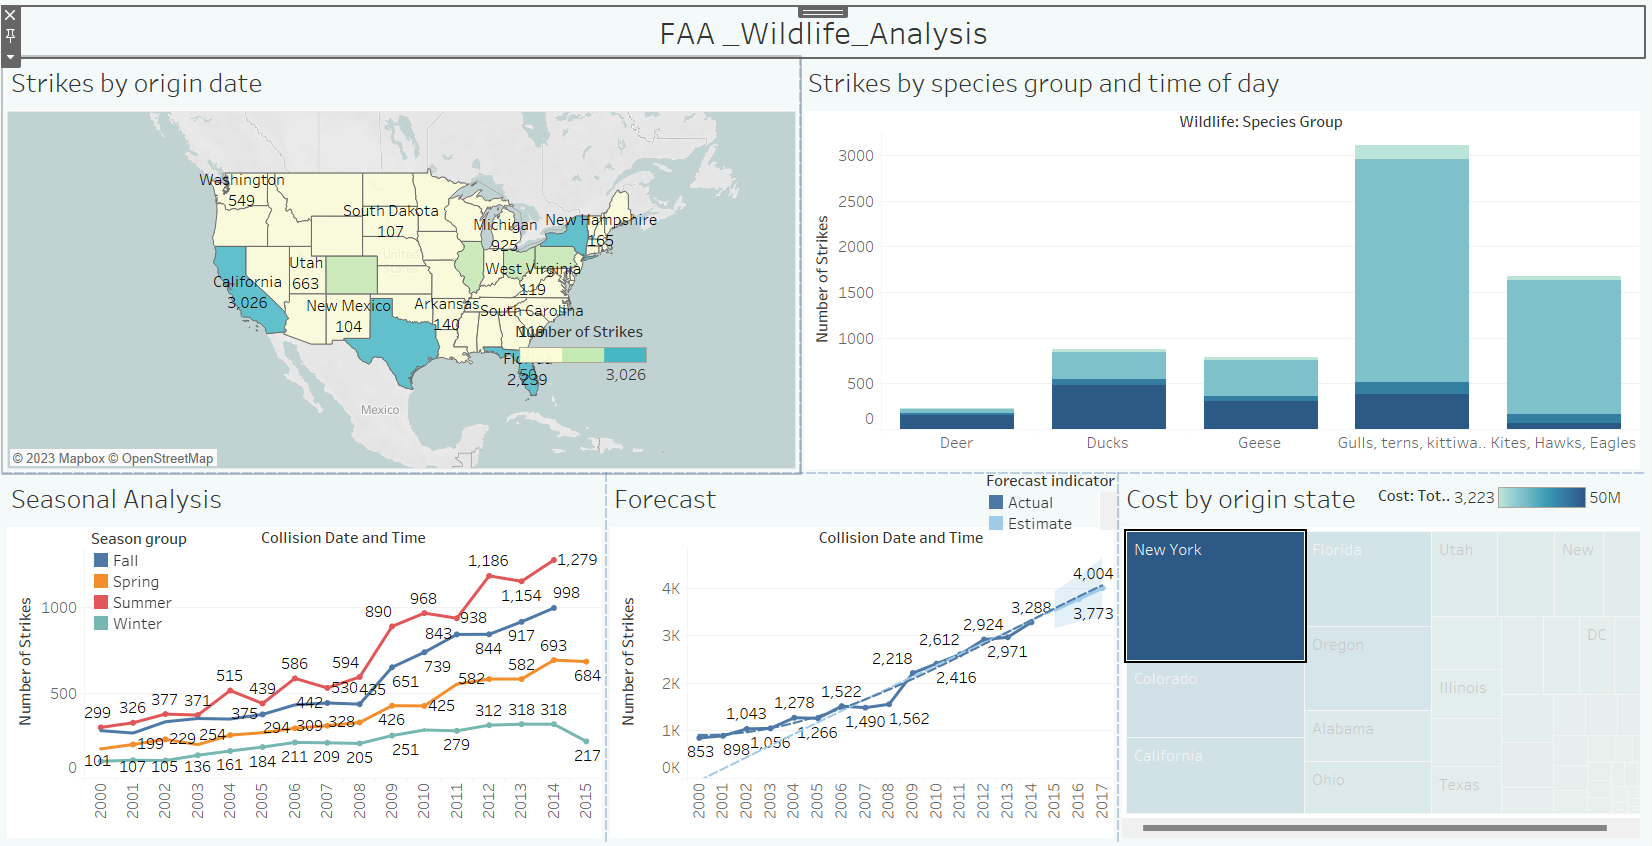 FAA _Wildlife_Analysis
Strikes by origin date
Washington
549
South Dakota
107
Michigan
925
New Hampshire
165
United
States
Utah
663
California
3,026
West Virginia
119
New Mexico
104
Arkansas
140
South Carolina
Number of Strikes
2,239
3,026
Mexico
© 2023 Mapbox © OpenStreetMap
Strikes by species group and time of day
Wildlife: Species Group
Number of Strikes
3000
2500
2000
1500
1000
500
0
Deer
Ducks
Geese
Gulls, terns, kittiwa..
Kites, Hawks, Eagles
Seasonal Analysis
Season group
Fall
Spring
Summer
Winter
Collision Date and Time
Number of Strikes
1000
500
0
299 326 377 371 515 439 586 530 594 890 968 938 1,186 1,154 1,279
375 442 435 651 739 843 844 917 998
199 229 254 294 309 328 426 425 582 582 693 684
101 107 105 136 161 184 211 209 205 251 279 312 318 318 217
2000 2001 2002 2003 2004 2005 2006 2007 2008 2009 2010 2011 2012 2013 2014 2015
Forecast
Forecast indicator
Actual
Estimate
Collision Date and Time
Number of Strikes
4K
3K
2K
1K
0K
853 898 1,043 1,056 1,278 1,266 1,522 1,490 1,562 2,218 2,612 2,416 2,924 2,971 3,288 3,773 4,004
2000 2001 2002 2003 2004 2005 2006 2007 2008 2009 2010 2011 2012 2013 2014 2015 2016 2017
Cost by origin state
Cost: Tot.. 3,223 50M
New York
Colorado
California
Florida
Oregon
Alabama
Ohio
Utah
Illinois
Texas
New
DC